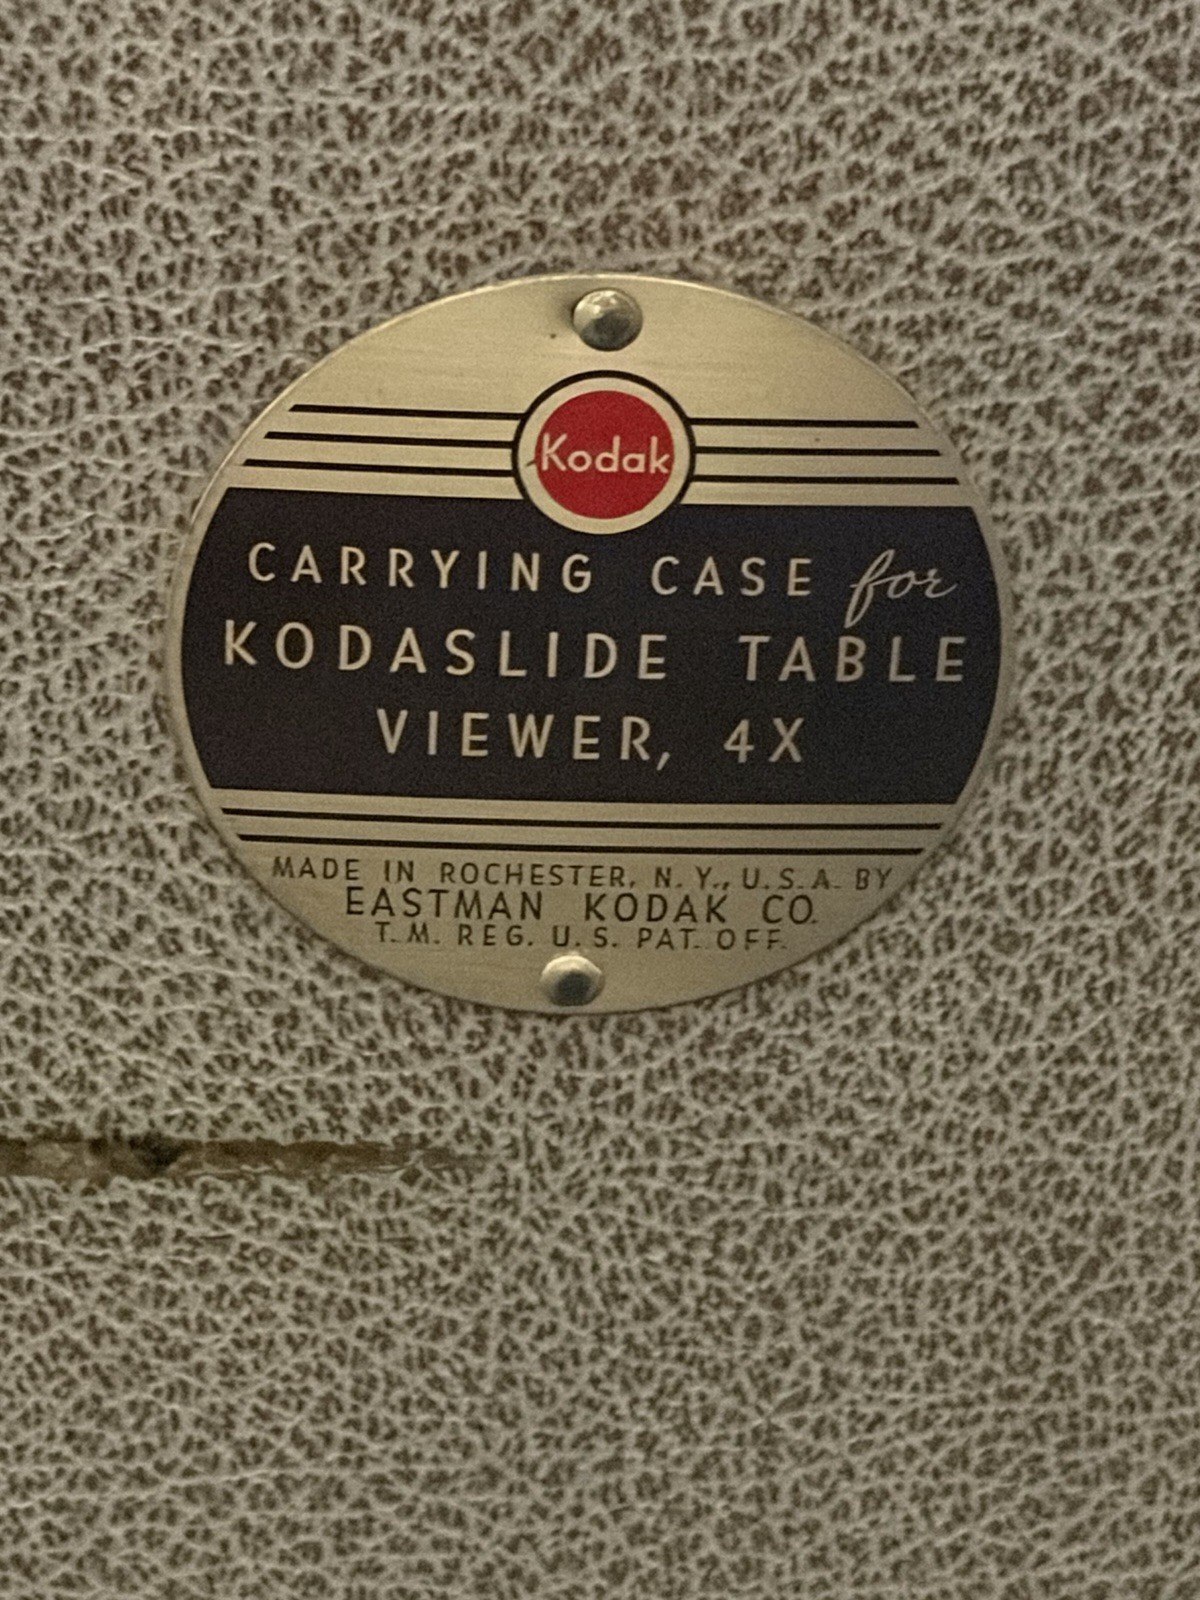 Kodak
CARRYING CASE for
KODASLIDE TABLE
VIEWER, 4X
MADE IN ROCHESTER, N. Y., U. S. A. BY
EASTMAN KODAK CO.
T. M. REG. U. S. PAT. OFF.